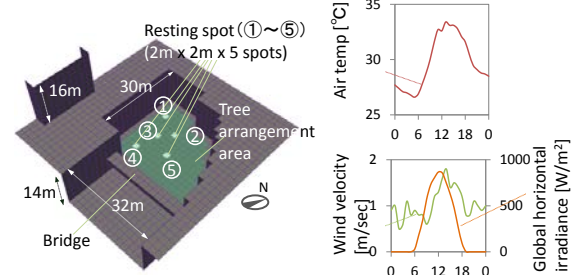 Resting spot(①～⑤)
(2m x 2m x 5 spots)
16m
30m
①
②
③
④
⑤
Tree
arrangement
area
14m
32m
N
Bridge
Air temp [℃]
35
30
25
0 6 12 18 0
Wind velocity
[m/sec]
2
1
0
1000
500
0
Global horizontal
irradiance [W/m²]
0 6 12 18 0